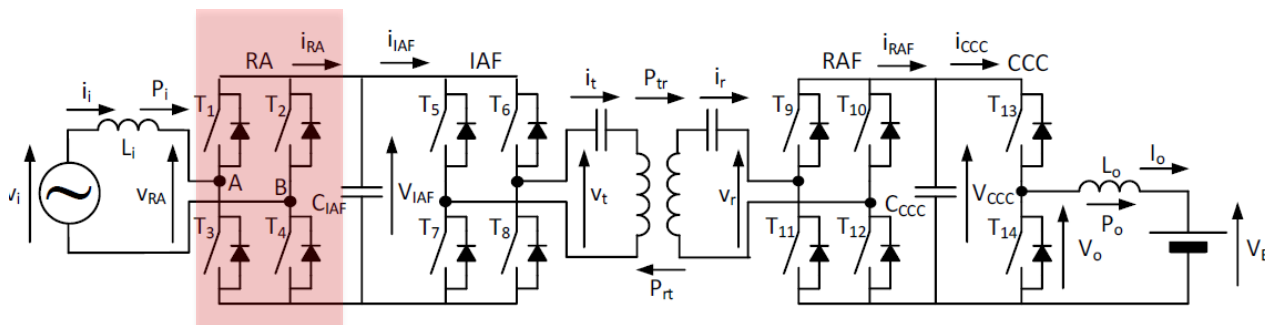 RA
i_RA
i_IAF
IAF
i_t
P_tr
i_r
RAF
i_RAF
i_CCC
CCC
i_i
P_i
T_1
T_2
T_5
T_6
T_9
T_10
T_13
L_i
L_o
I_o
v_i
v_RA
A
B
C_IAF
V_IAF
v_t
v_r
C_CCC
V_CCC
P_o
T_3
T_4
T_7
T_8
T_11
T_12
T_14
V_o
P_rt